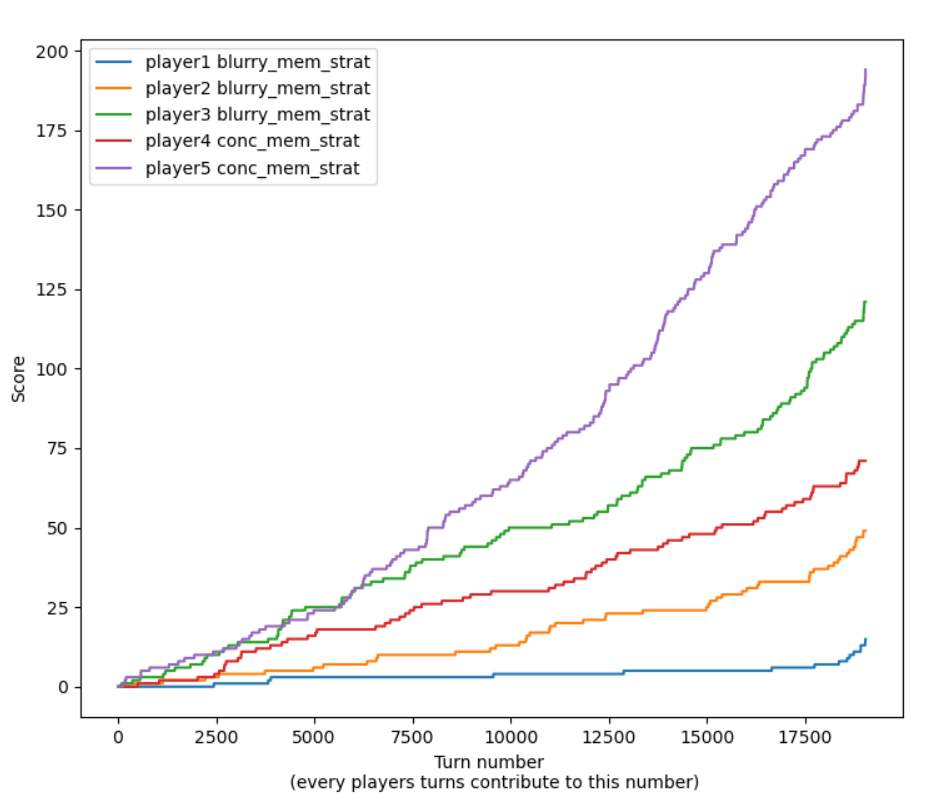 200
175
150
125
100
75
50
25
0
Score
player1 blurry_mem_strat
player2 blurry_mem_strat
player3 blurry_mem_strat
player4 conc_mem_strat
player5 conc_mem_strat
0 2500 5000 7500 10000 12500 15000 17500
Turn number
(every players turns contribute to this number)